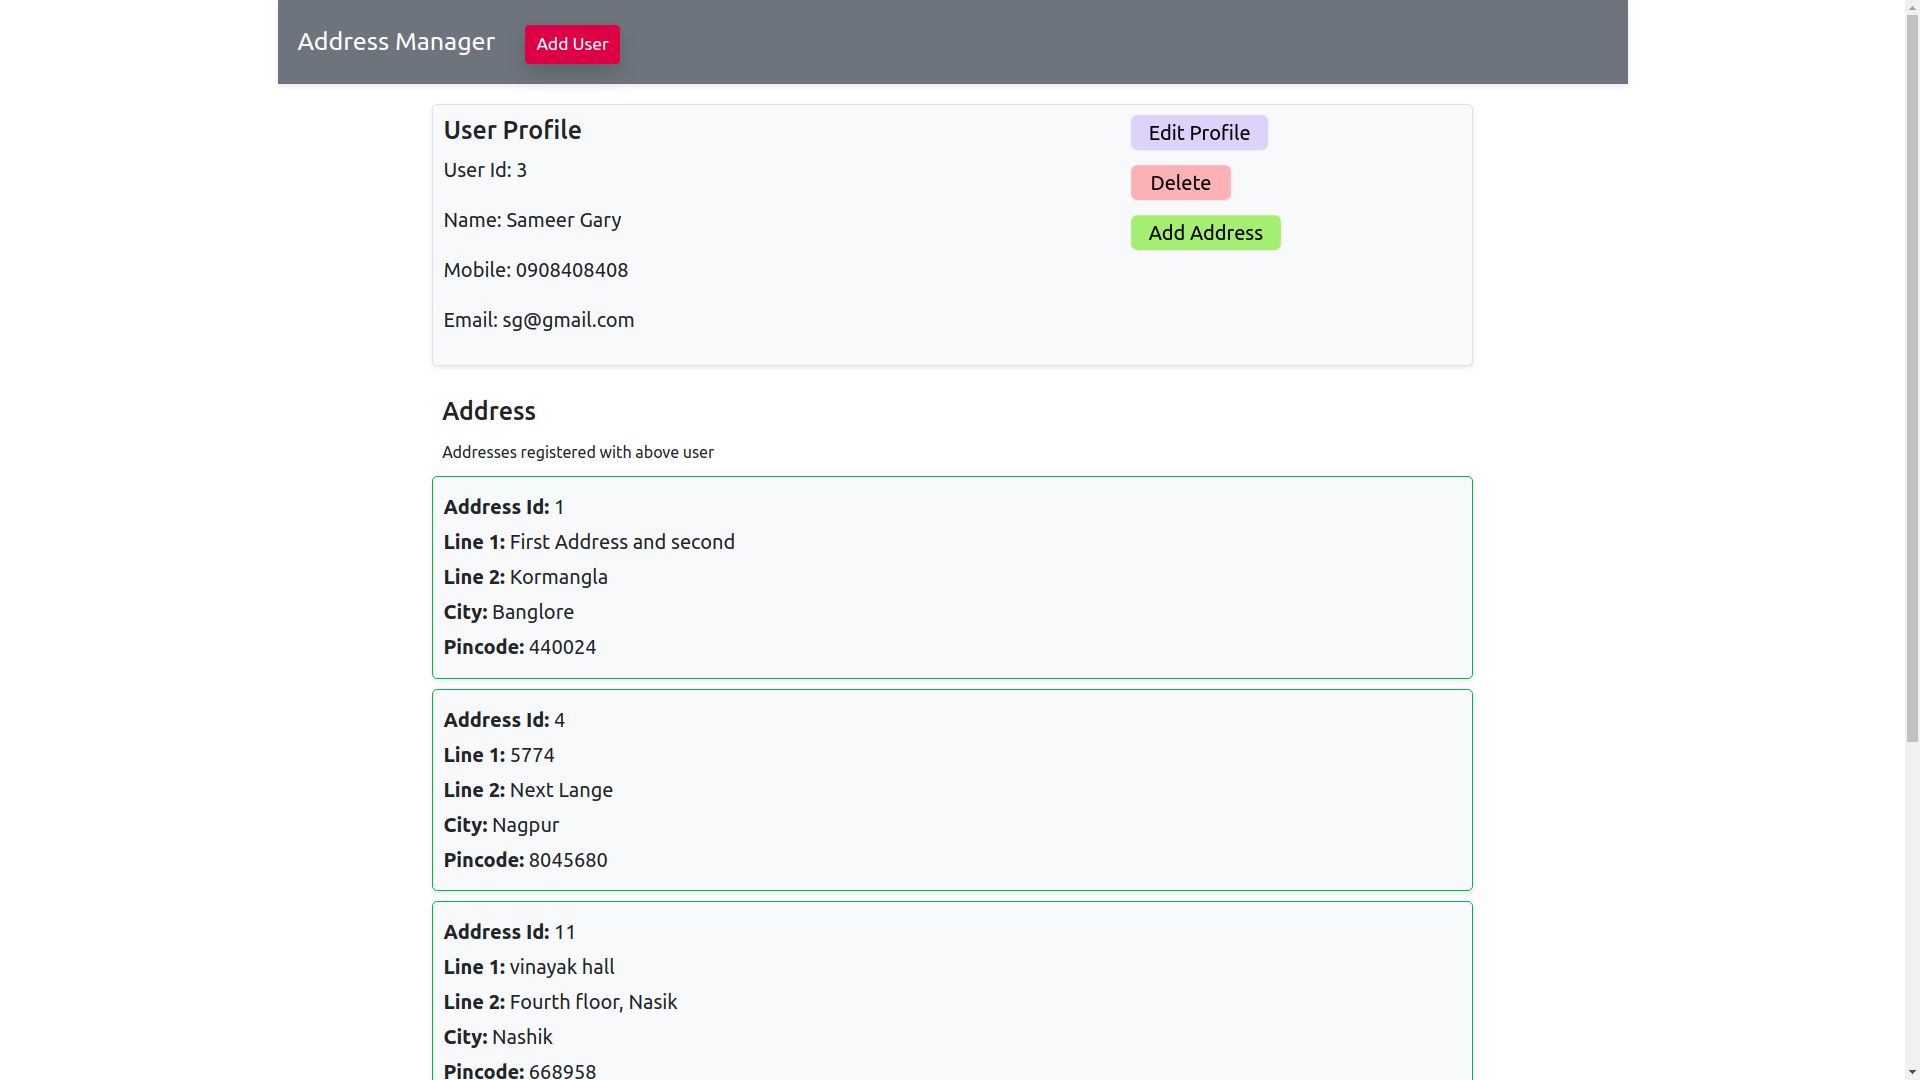 Address Manager
Add User
User Profile
User Id: 3
Name: Sameer Gary
Mobile: 0908408408
Email: sg@gmail.com
Edit Profile
Delete
Add Address
Address
Addresses registered with above user
Address Id: 1
Line 1: First Address and second
Line 2: Kormangla
City: Banglore
Pincode: 440024
Address Id: 4
Line 1: 5774
Line 2: Next Lange
City: Nagpur
Pincode: 8045680
Address Id: 11
Line 1: vinayak hall
Line 2: Fourth floor, Nasik
City: Nashik
Pincode: 668958